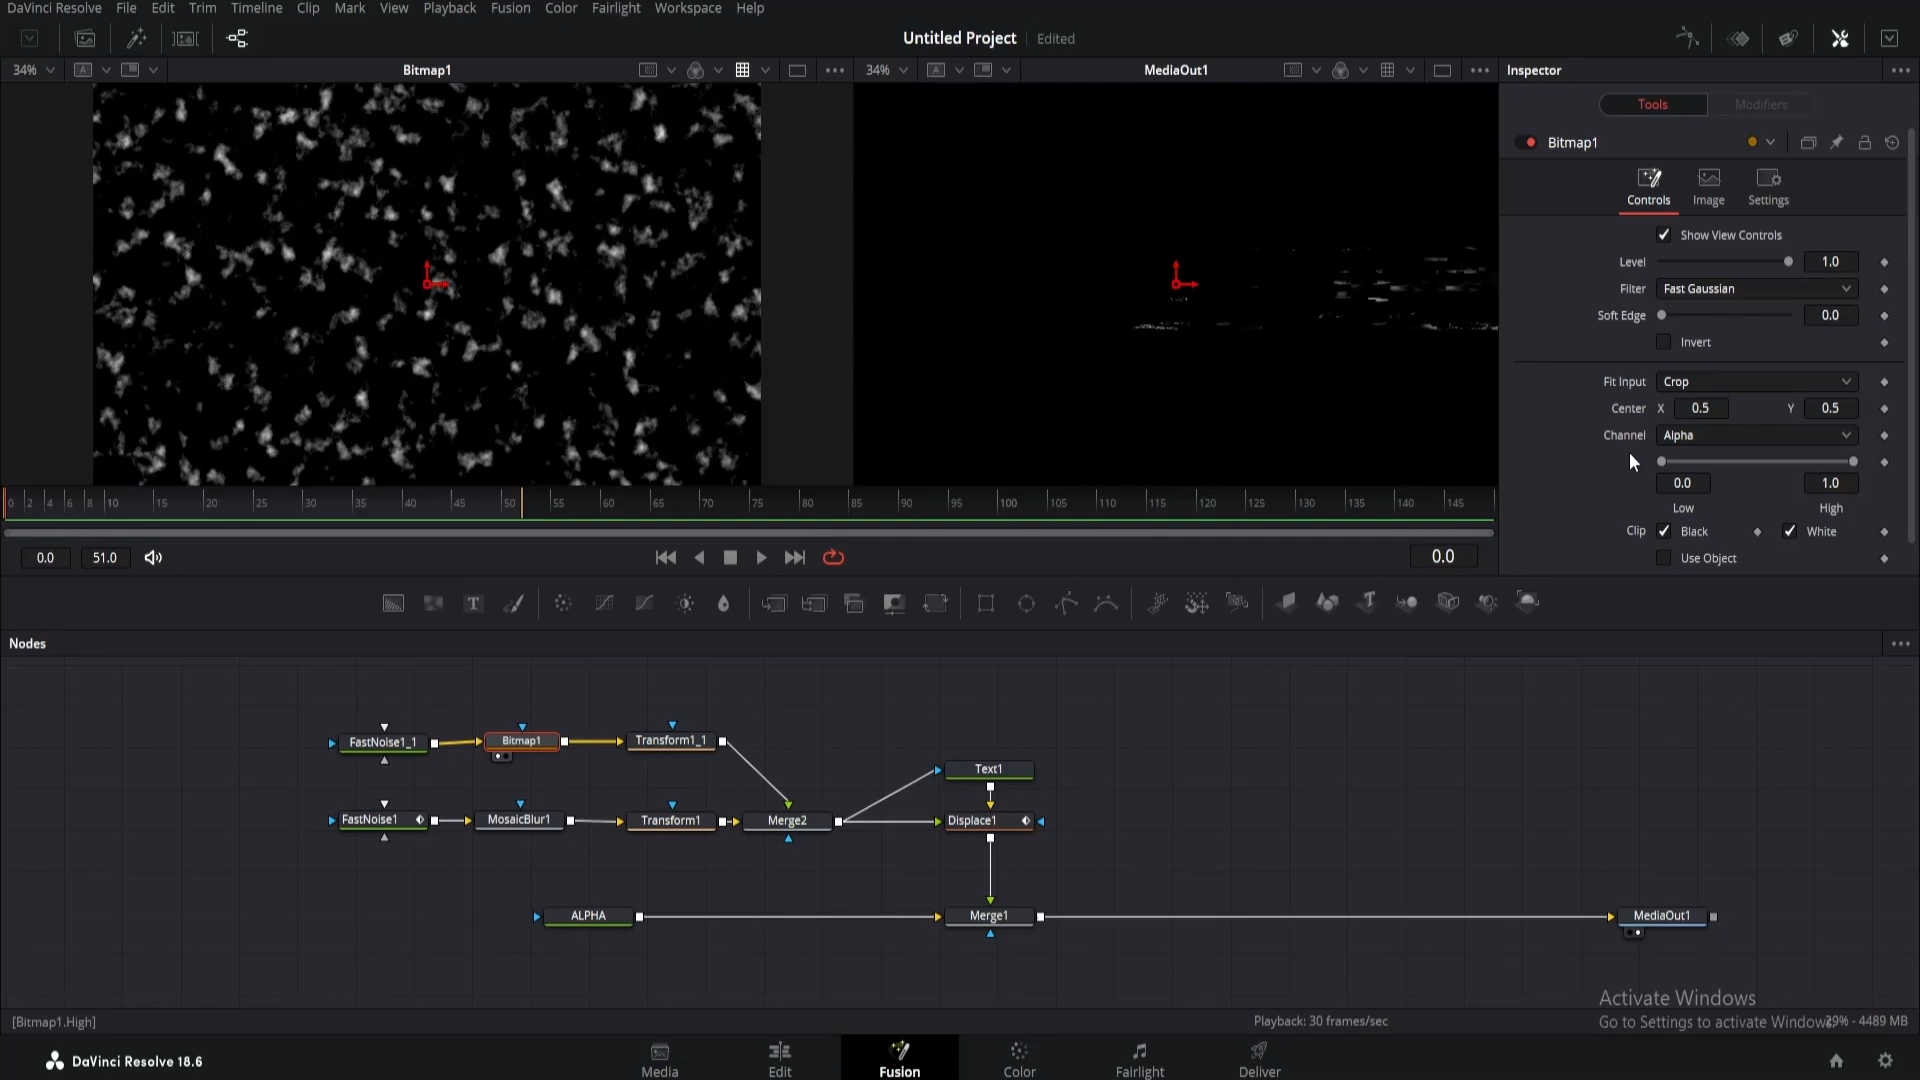 DaVinci Resolve File Edit Trim Timeline Clip Mark View Playback Fusion Color Fairlight Workspace Help
Untitled Project Edited
34% A Bitmap1 34% A MediaOut1 Inspector
Tools Modifiers
Bitmap1
Controls Image Settings
Show View Controls
Level 1.0
Filter Fast Gaussian
Soft Edge 0.0
Invert
Fit Input Crop
Center X 0.5 Y 0.5
Channel Alpha
0.0 1.0
Low High
Clip Black White
Use Object
0 2 4 6 8 10 15 20 25 30 35 40 45 50 55 60 65 70 75 80 85 90 95 100 105 110 115 120 125 130 135 140 145
0.0 51.0 0.0
Nodes
FastNoise1_1 Bitmap1 Transform1_1
Text1
FastNoise1 MosaicBlur1 Transform1 Merge2 Displace1
ALPHA Merge1 MediaOut1
Activate Windows
Go to Settings to activate Windows.
[Bitmap1.High] Playback: 30 frames/sec 29% - 4489 MB
DaVinci Resolve 18.6 Media Edit Fusion Color Fairlight Deliver